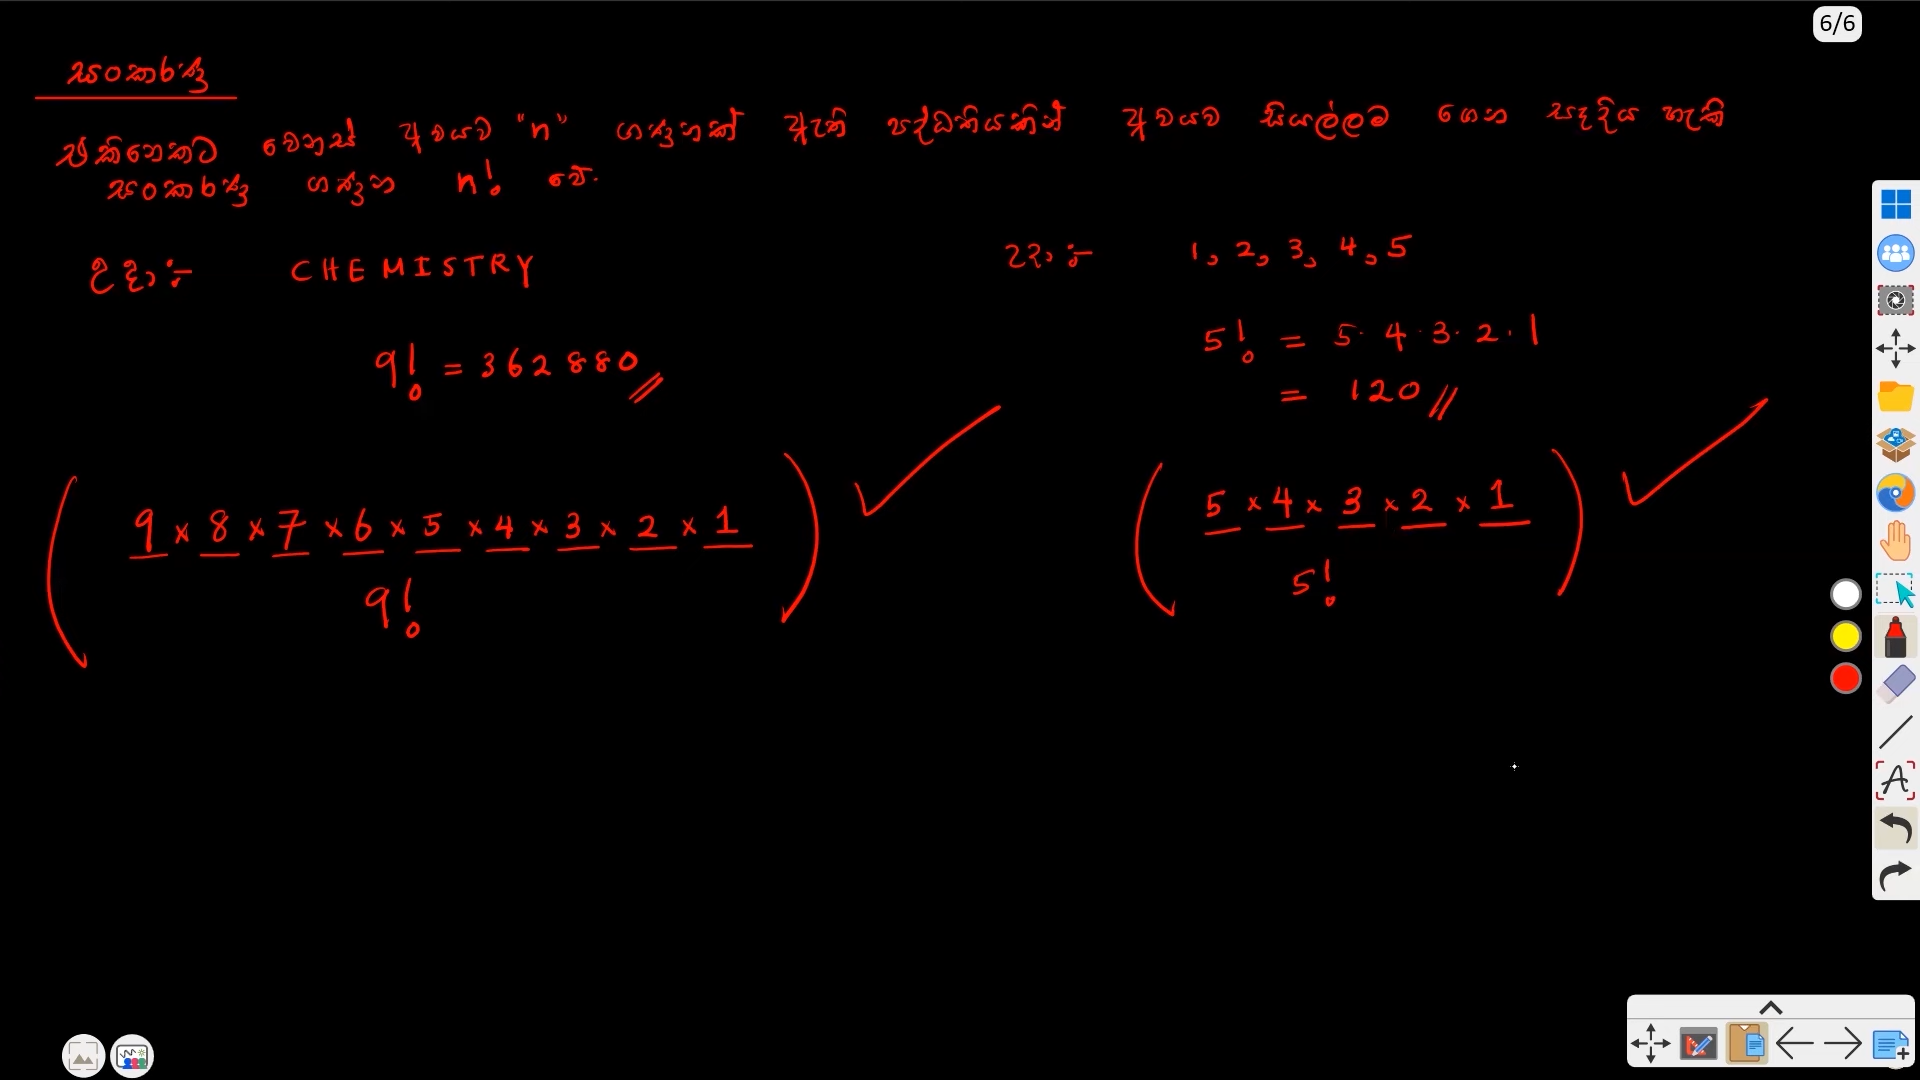 6/6
සංකරණ
එකිනෙකට වෙනස් අවයව "n" ගණනක් ඇති පද්ධතියකින් අවයව සියල්ලම ගෙන සෑදිය හැකි
සංකරණ ගණන n! වේ.
උදා :- CHEMISTRY
9! = 362880
9 × 8 × 7 × 6 × 5 × 4 × 3 × 2 × 1
9!
උදා :- 1, 2, 3, 4, 5
5! = 5 · 4 · 3 · 2 · 1
= 120
5 × 4 × 3 × 2 × 1
5!